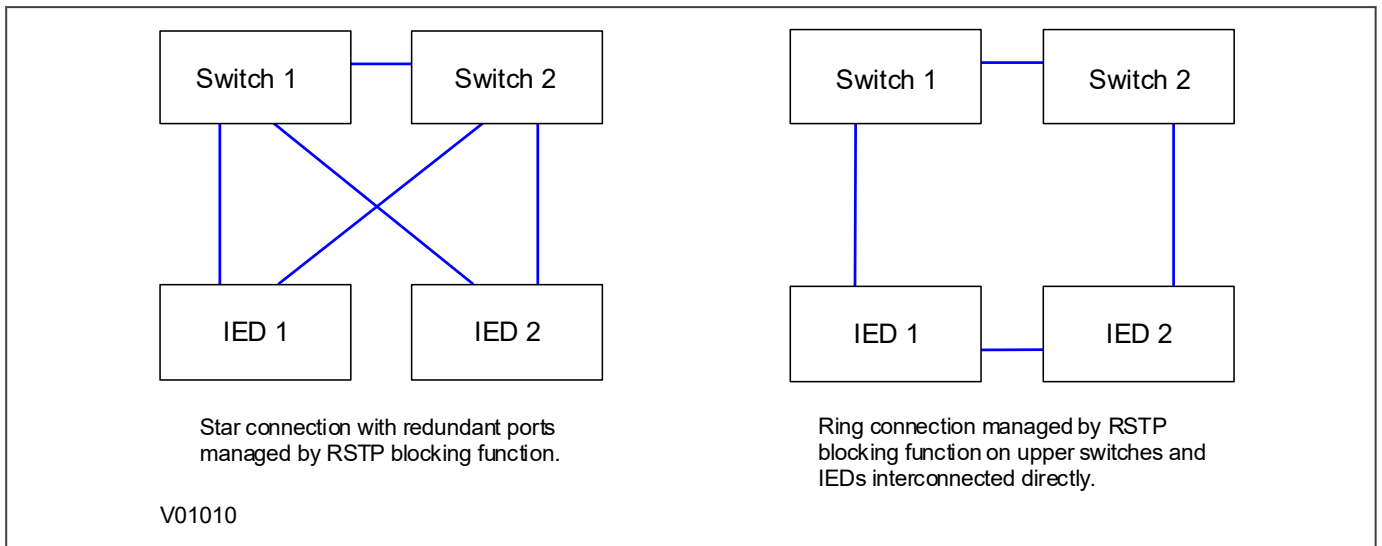 Switch 1
Switch 2
IED 1
IED 2
Star connection with redundant ports
managed by RSTP blocking function.
Switch 1
Switch 2
IED 1
IED 2
Ring connection managed by RSTP
blocking function on upper switches and
IEDs interconnected directly.
V01010